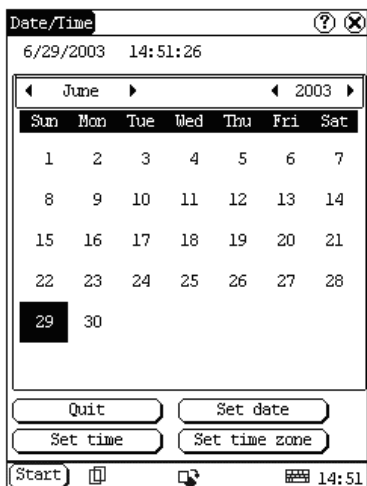 Date/Time ?
6/29/2003 14:51:26
June 2003
Sun Mon Tue Wed Thu Fri Sat
1 2 3 4 5 6 7
8 9 10 11 12 13 14
15 16 17 18 19 20 21
22 23 24 25 26 27 28
29 30
Quit Set date
Set time Set time zone
Start 14:51